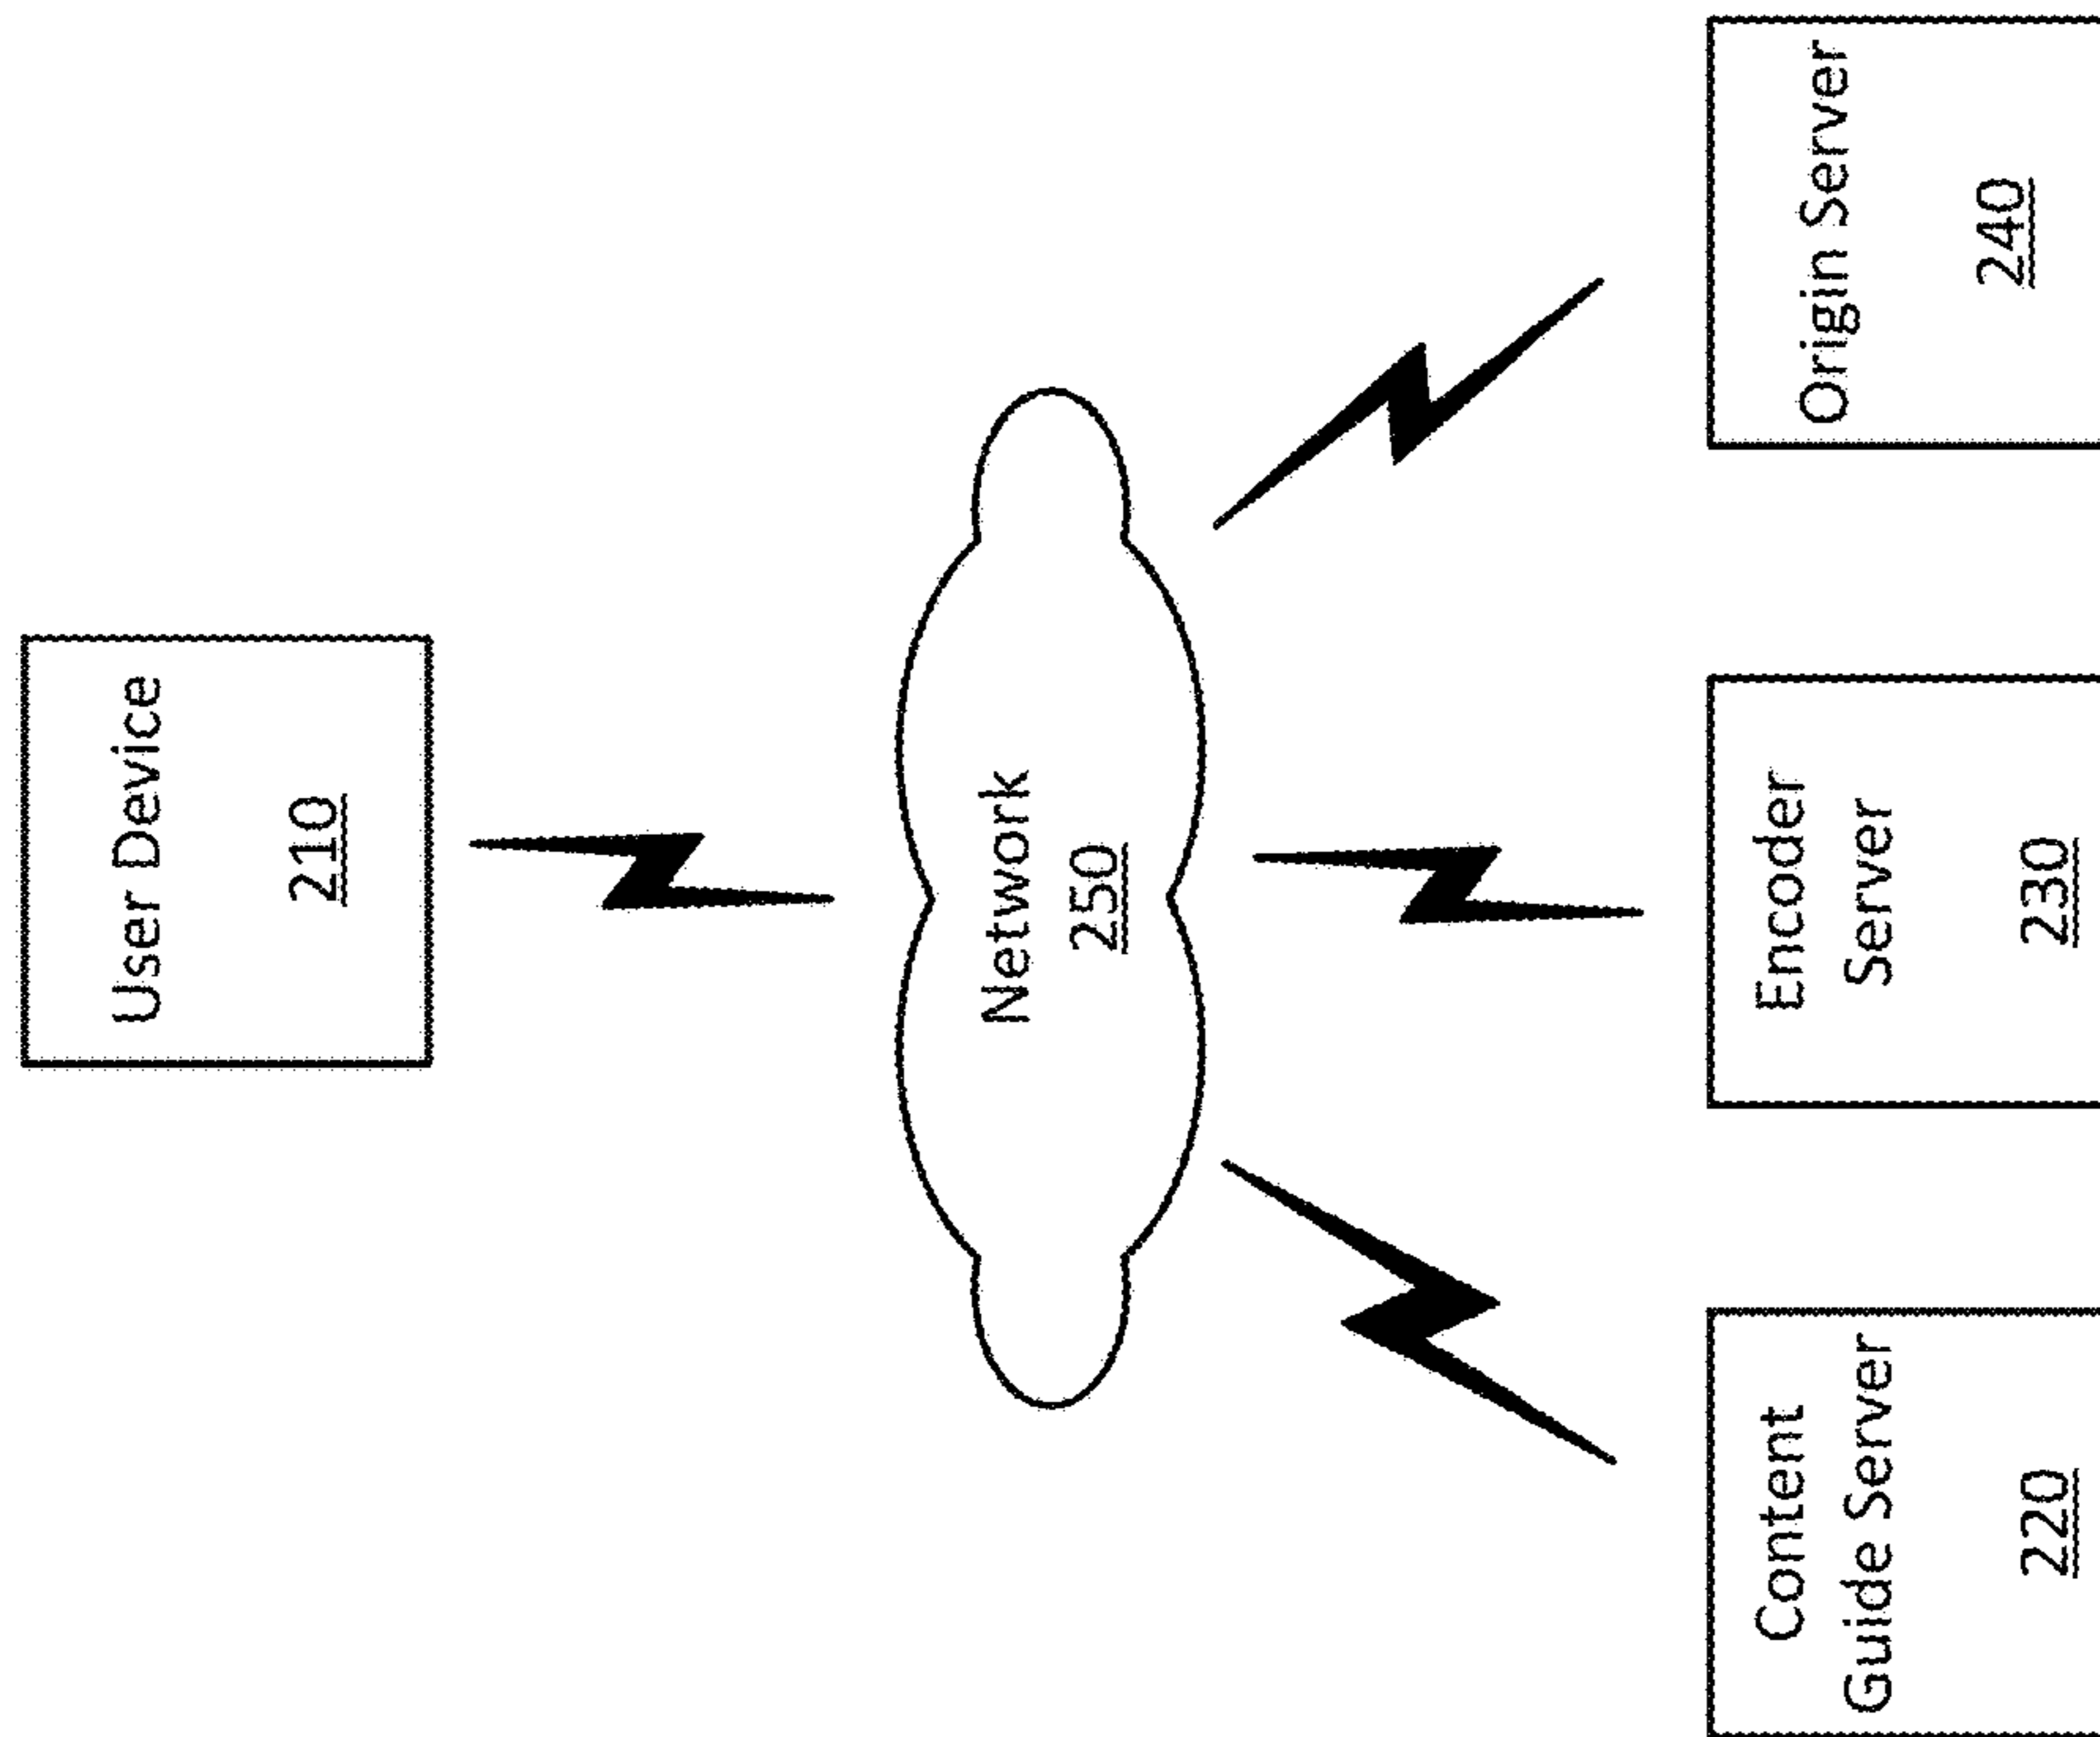 User Device
210
Network
250
Content
Guide Server
220
Encoder
Server
230
Origin Server
240